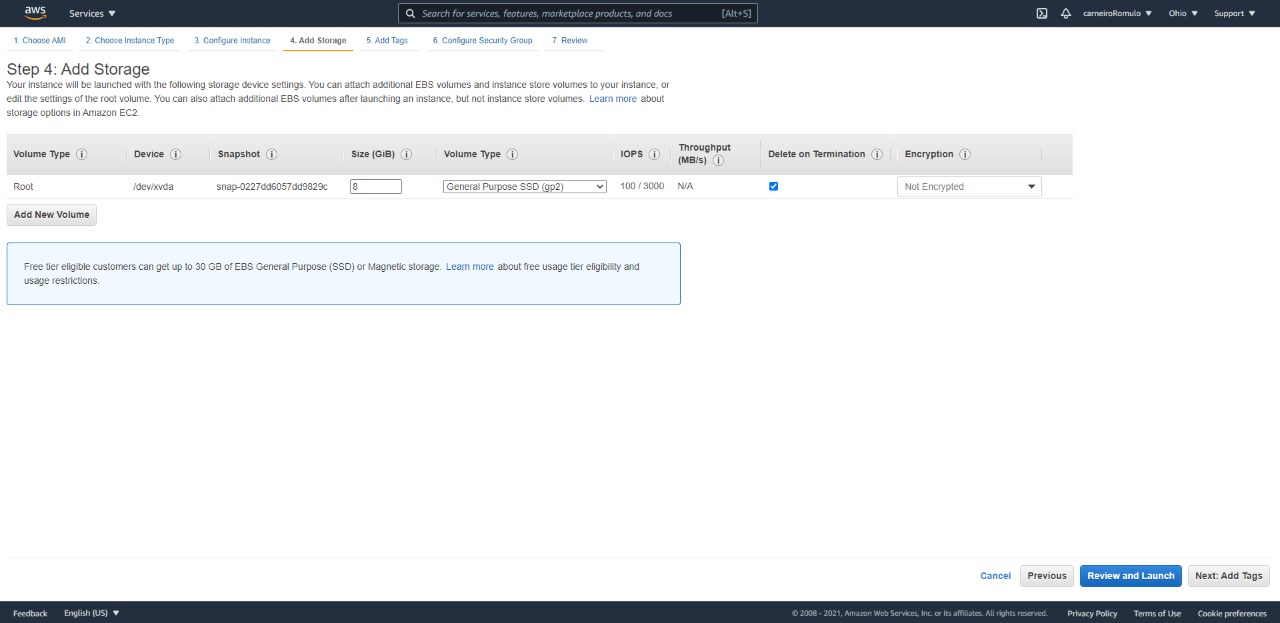 aws
Services
Search for services, features, marketplace products, and docs [Alt+S]
carneiroRomulo
Ohio
Support
1. Choose AMI 2. Choose Instance Type 3. Configure Instance 4. Add Storage 5. Add Tags 6. Configure Security Group 7. Review
Step 4: Add Storage
Your instance will be launched with the following storage device settings. You can attach additional EBS volumes and instance store volumes to your instance, or
edit the settings of the root volume. You can also attach additional EBS volumes after launching an instance, but not instance store volumes. Learn more about
storage options in Amazon EC2.
Volume Type Device Snapshot Size (GiB) Volume Type IOPS Throughput (MB/s) Delete on Termination Encryption
Root /dev/xvda snap-0227dd6057dd9829c 8 General Purpose SSD (gp2) 100 / 3000 N/A Not Encrypted
Add New Volume
Free tier eligible customers can get up to 30 GB of EBS General Purpose (SSD) or Magnetic storage. Learn more about free usage tier eligibility and
usage restrictions.
Cancel Previous Review and Launch Next: Add Tags
Feedback English (US) © 2008 - 2021, Amazon Web Services, Inc. or its affiliates. All rights reserved. Privacy Policy Terms of Use Cookie preferences